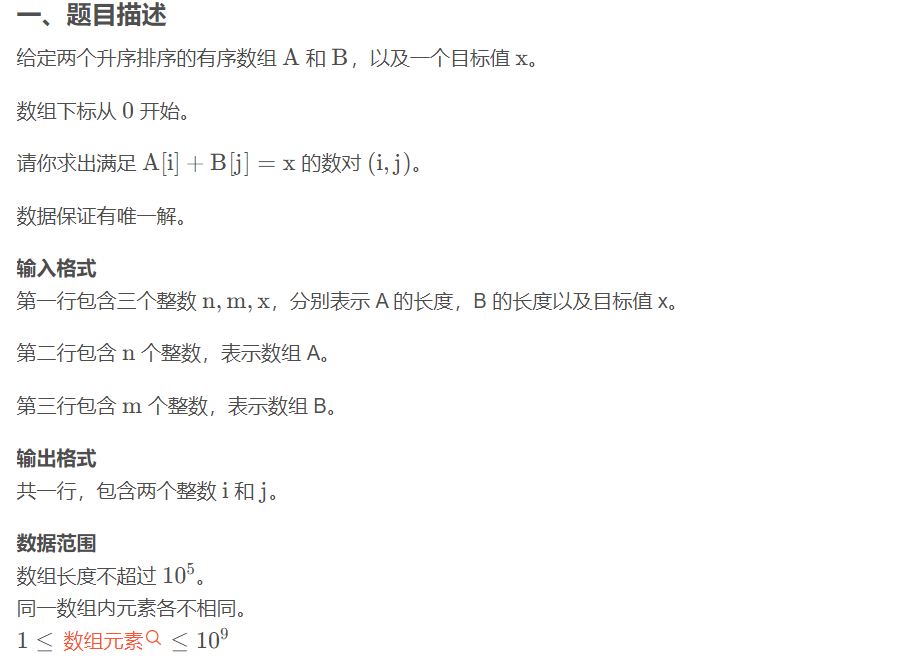 一、题目描述
给定两个升序排序的有序数组 A 和 B，以及一个目标值 x。
数组下标从 0 开始。
请你求出满足 A[i] + B[j] = x 的数对 (i, j)。
数据保证有唯一解。
输入格式
第一行包含三个整数 n, m, x，分别表示 A 的长度，B 的长度以及目标值 x。
第二行包含 n 个整数，表示数组 A。
第三行包含 m 个整数，表示数组 B。
输出格式
共一行，包含两个整数 i 和 j。
数据范围
数组长度不超过 10⁵。
同一数组内元素各不相同。
1 ≤ 数组元素 ≤ 10⁹